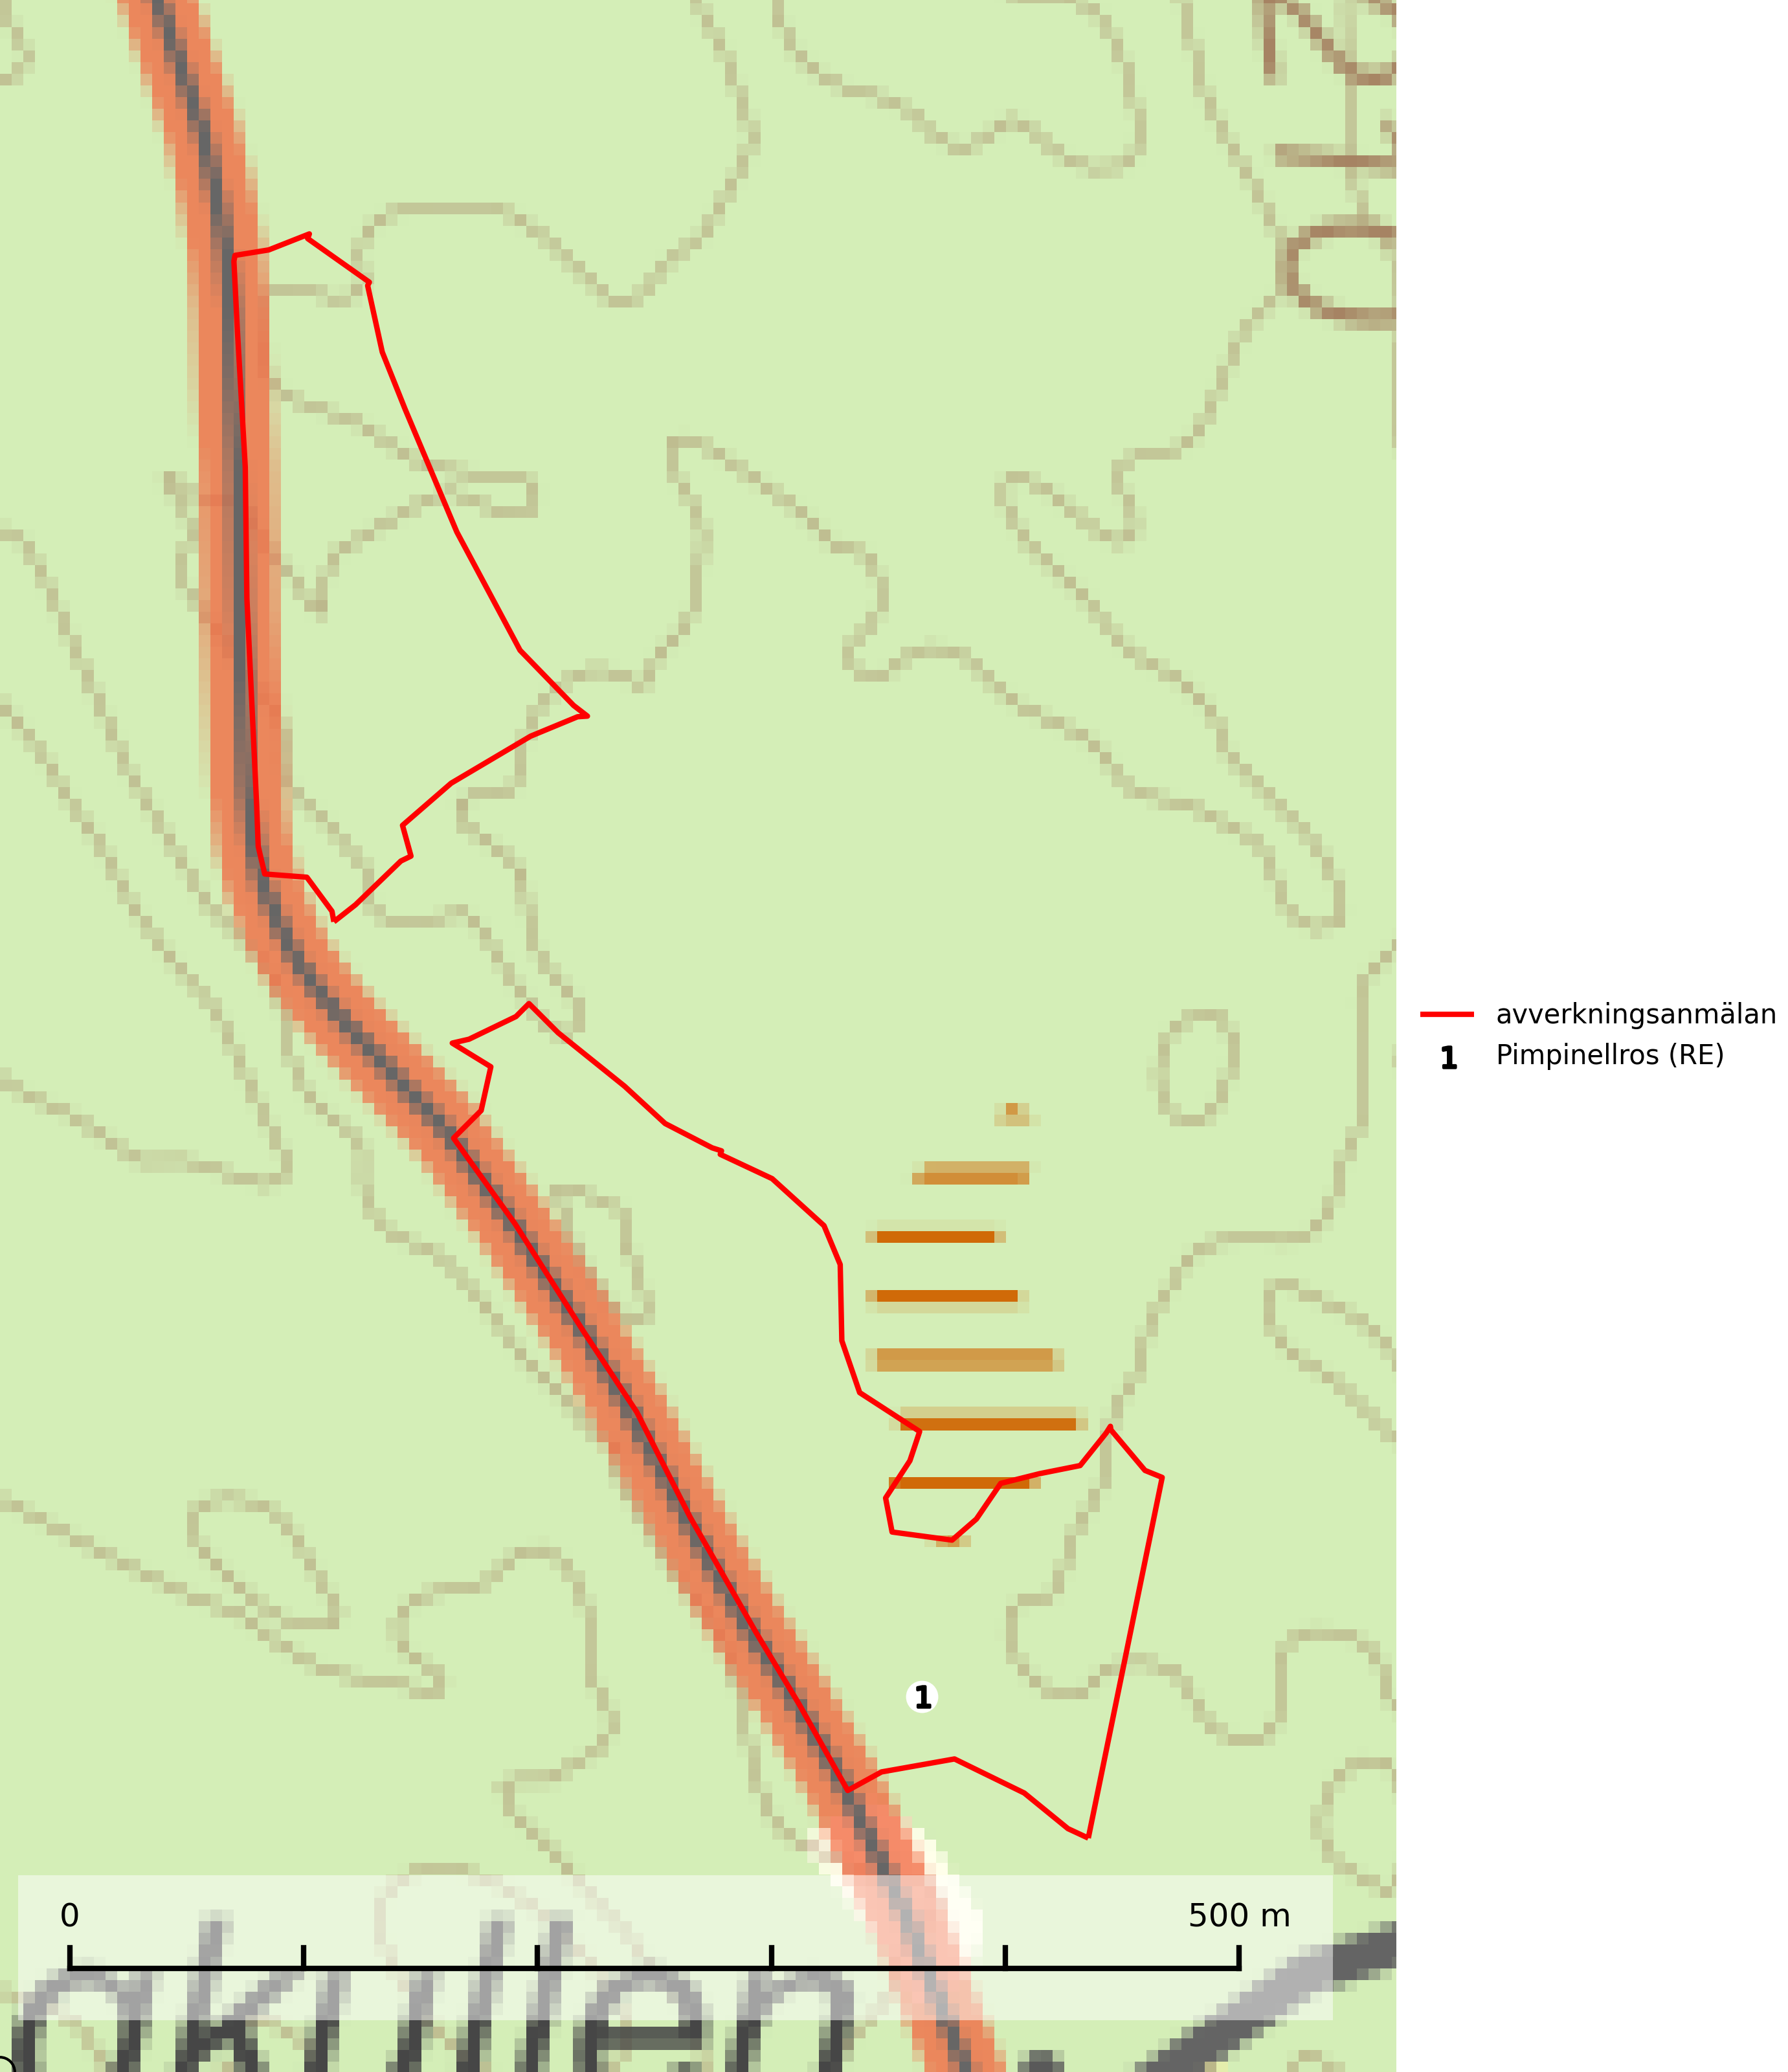 avverkningsanmälan
1 Pimpinellros (RE)
1
0 500 m